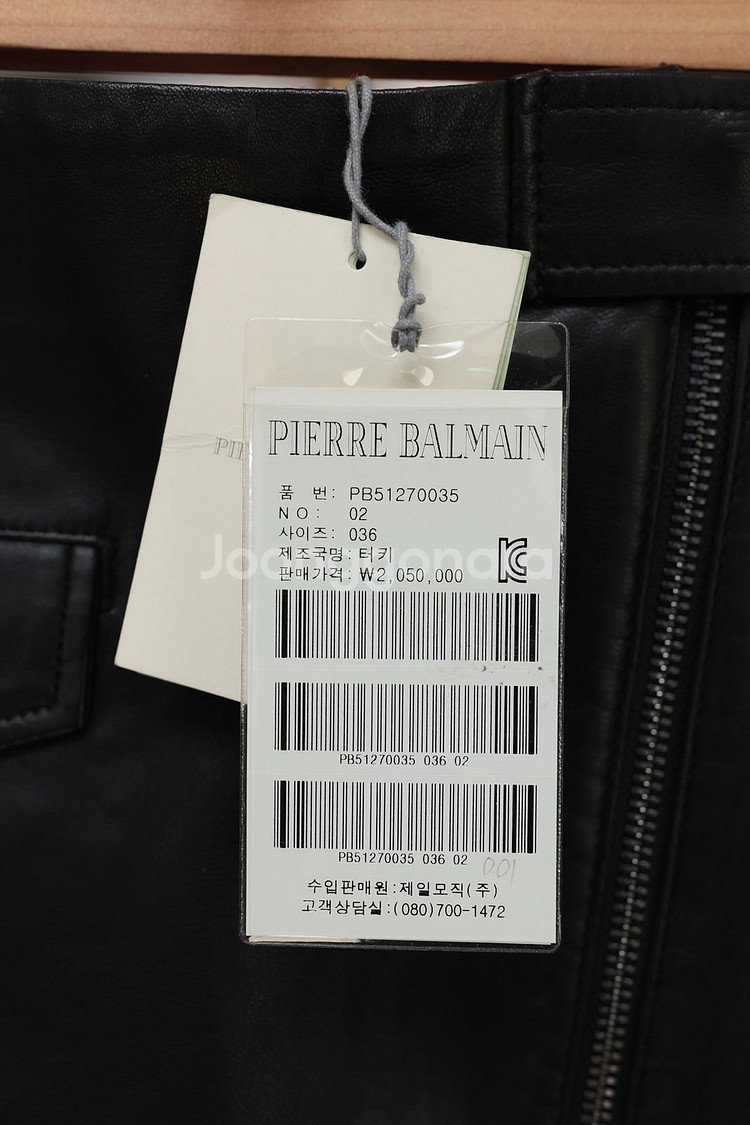 PIERRE BALMAIN
품 번: PB51270035
NO: 02
사이즈: 036
제조국명: 터키
판매가격: ₩2,050,000
PB51270035 036 02
PB51270035 036 02
001
수입판매원:제일모직(주)
고객상담실:(080)700-1472